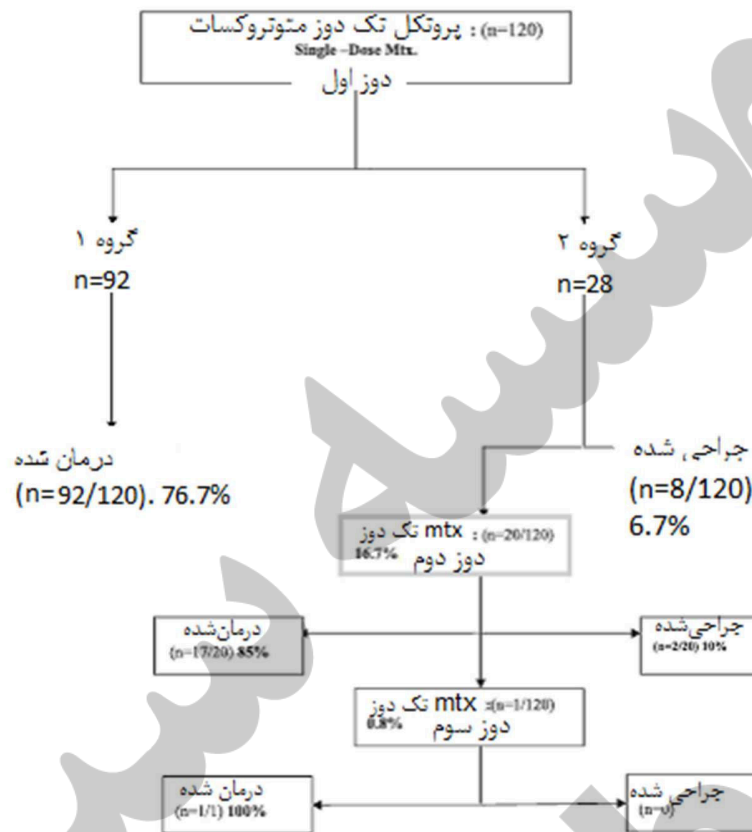 پروتکل تک دوز متوتروکسات : (n=120)
Single –Dose Mtx.
دوز اول
گروه ۱
n=92
گروه ۲
n=28
درمان شده
(n=92/120). 76.7%
جراحی شده
(n=8/120)
6.7%
mtx تک دوز : (n=20/120)
دوز دوم 16.7%
درمان‌شده
(n=17/20) 85%
جراحی‌شده
(n=2/20) 10%
mtx تک دوز :(n=1/120)
دوز سوم 0.8%
درمان شده
(n=1/1) 100%
جراحی شده
(n=0)